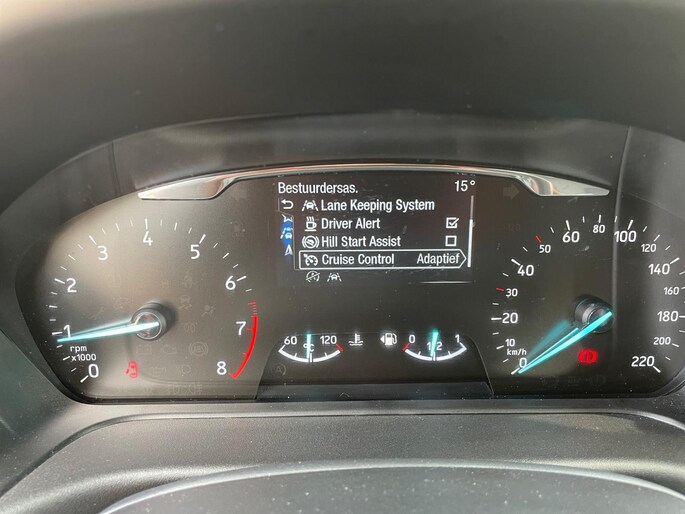 Bestuurdersas. 15°
Lane Keeping System
Driver Alert
Hill Start Assist
Cruise Control Adaptief
0 1 2 3 4 5 6 7 8
rpm
x1000
60 °C 120
0 1/2 1
0 10 20 30 40 50 60 80 100 120 140 160 180 220
km/h